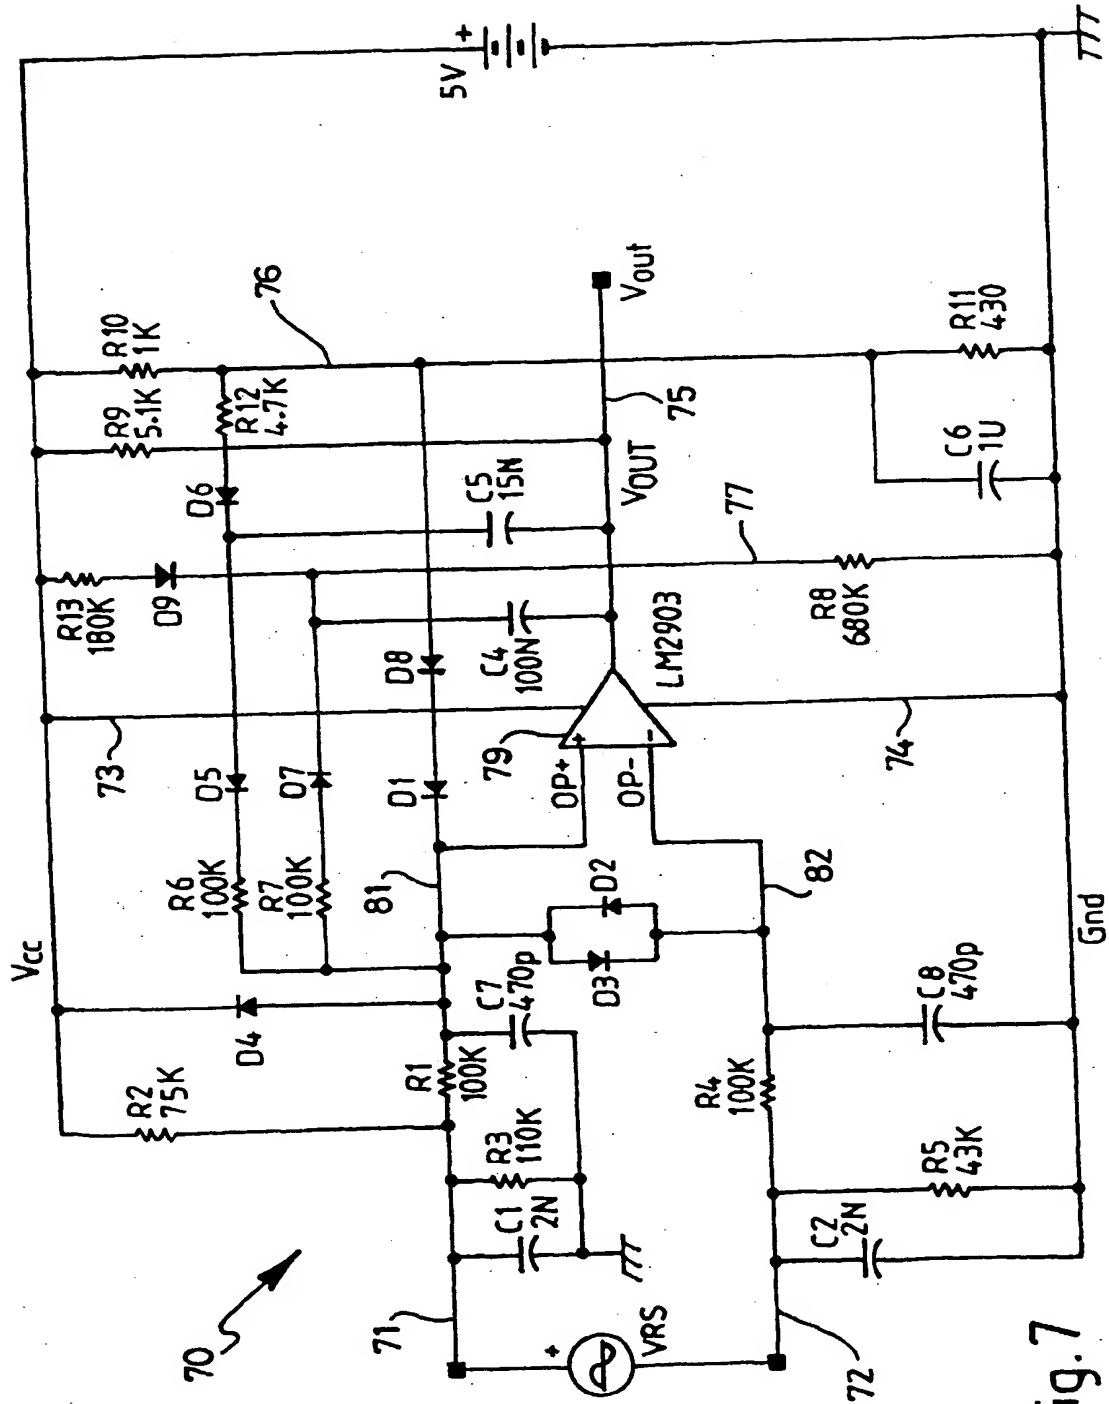 Vcc
5V
+
R10
1K
R9
5.1K
R12
4.7K
76
D6
R13
180K
D9
C5
15N
VOUT
Vout
75
77
73
D5
D7
D8
C4
100N
R6
100K
R7
100K
D1
81
79
OP+
OP-
+
-
LM2903
R8
680K
C6
1U
R11
430
74
D4
R2
75K
R1
100K
C7
470p
D3
D2
82
R3
110K
C1
2N
R4
100K
C8
470p
R5
43K
C2
2N
Gnd
70
71
+
VRS
72
ig.7